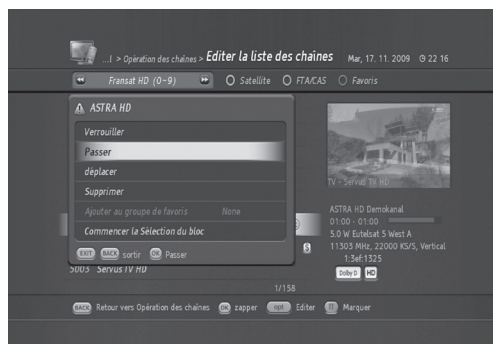 ...l > Opération des chaînes > Editer la liste des chaînes Mar, 17. 11. 2009 22 16
Fransat HD (0~9) Satellite FTA/CAS Favoris
ASTRA HD
Verrouiller
Passer
déplacer
Supprimer
Ajouter au groupe de favoris None
Commencer la Sélection du bloc
EXIT BACK sortir OK Passer
5003 Servus TV HD
1/158
TV - Servus TV HD
ASTRA HD Demokanal
01:00 - 01:00
5.0 W Eutelsat 5 West A
11303 MHz, 22000 KS/S, Vertical
1:3ef:1325
$
Dolby D HD
BACK Retour vers Opération des chaînes OK zapper opt Editer Marquer